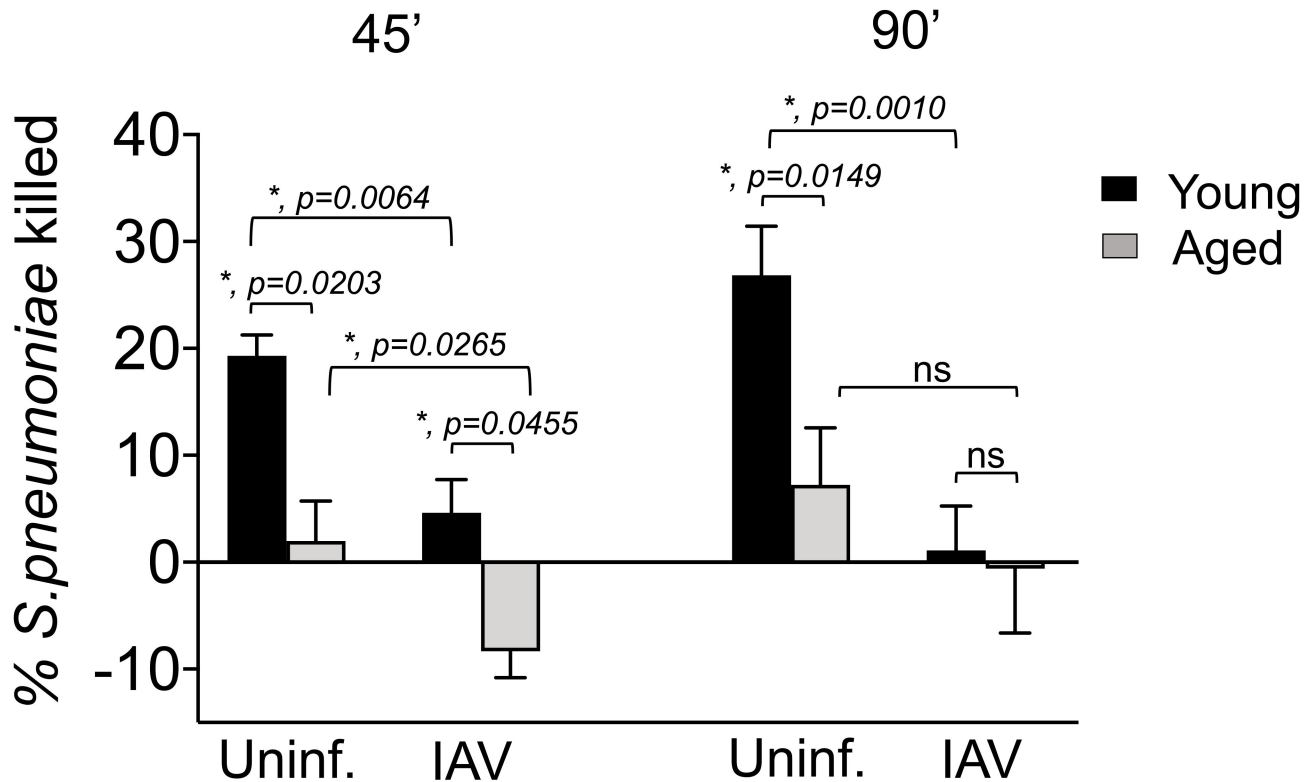 45’
90’
% S.pneumoniae killed
40
30
20
10
0
-10
*, p=0.0064
*, p=0.0203
*, p=0.0265
*, p=0.0455
*, p=0.0010
*, p=0.0149
ns
ns
Young
Aged
Uninf.
IAV
Uninf.
IAV